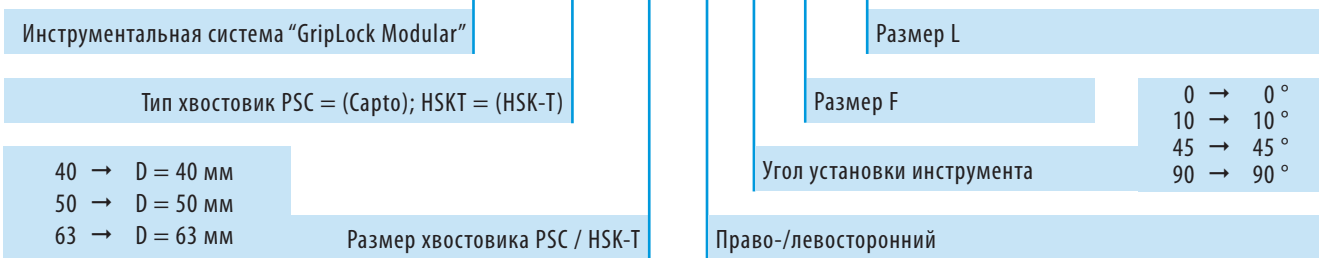 Инструментальная система “GripLock Modular”
Тип хвостовик PSC = (Capto); HSKT = (HSK-T)
40 → D = 40 мм
50 → D = 50 мм
63 → D = 63 мм
Размер хвостовика PSC / HSK-T
Размер L
Размер F
0 → 0 °
10 → 10 °
45 → 45 °
90 → 90 °
Угол установки инструмента
Право-/левосторонний